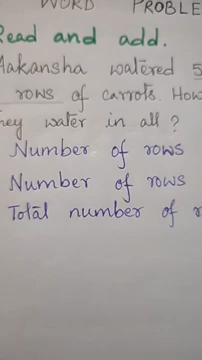 WORD PROBLE
Read and add.
Aakansha watered 5
rows of carrots. How
they water in all?
Number of rows
Number of rows
Total number of r